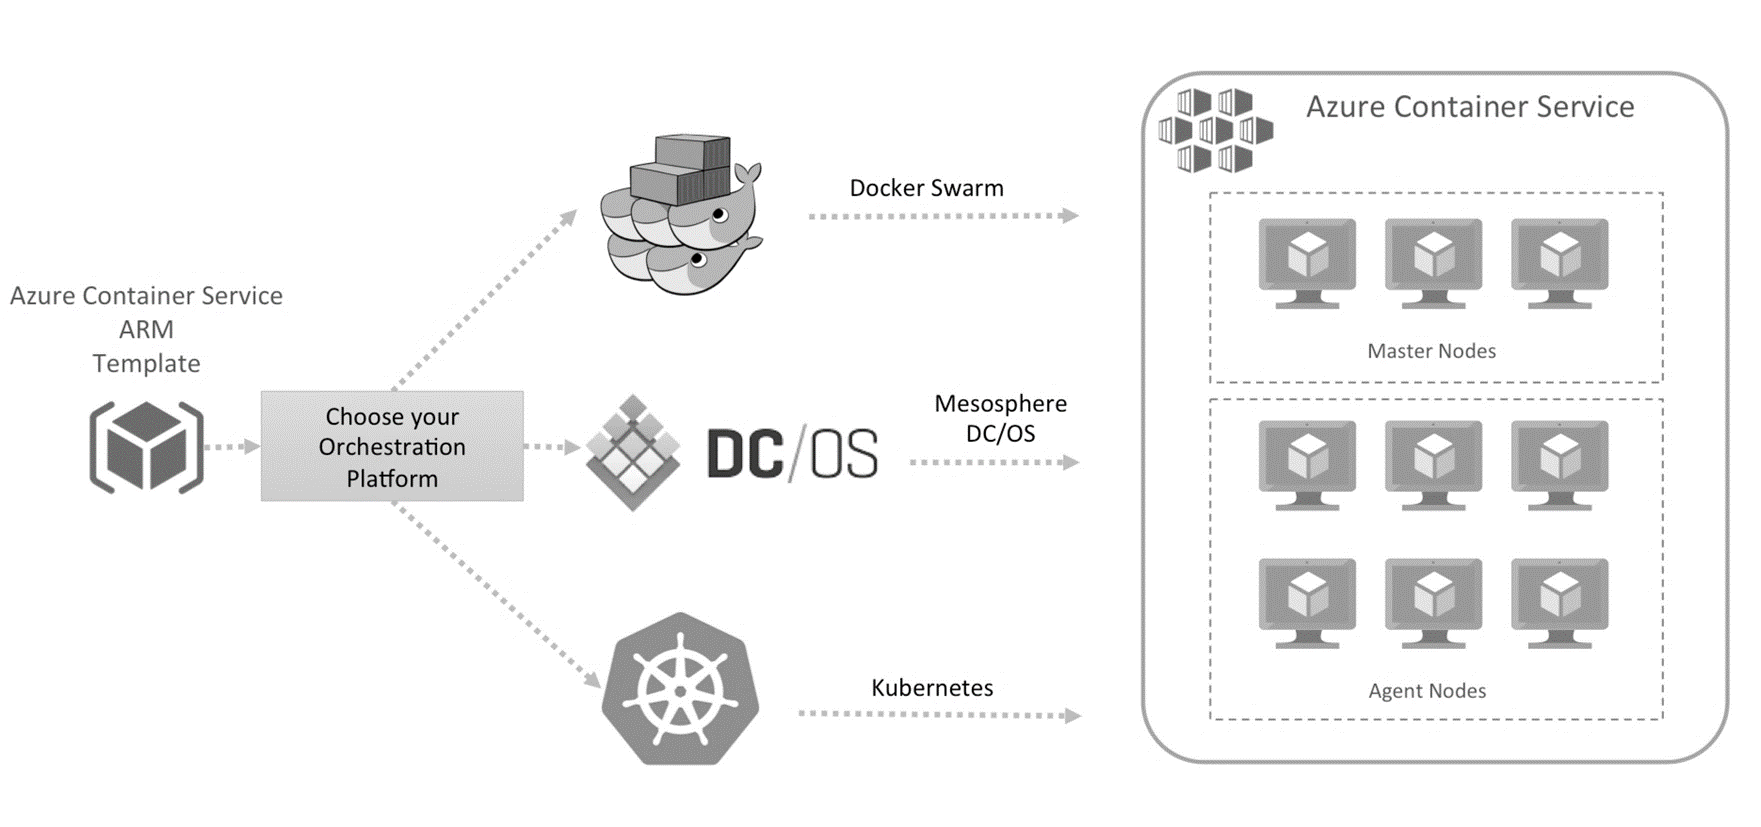 Azure Container Service
ARM
Template
Choose your
Orchestration
Platform
Docker Swarm
DC/OS
Mesosphere
DC/OS
Kubernetes
Azure Container Service
Master Nodes
Agent Nodes